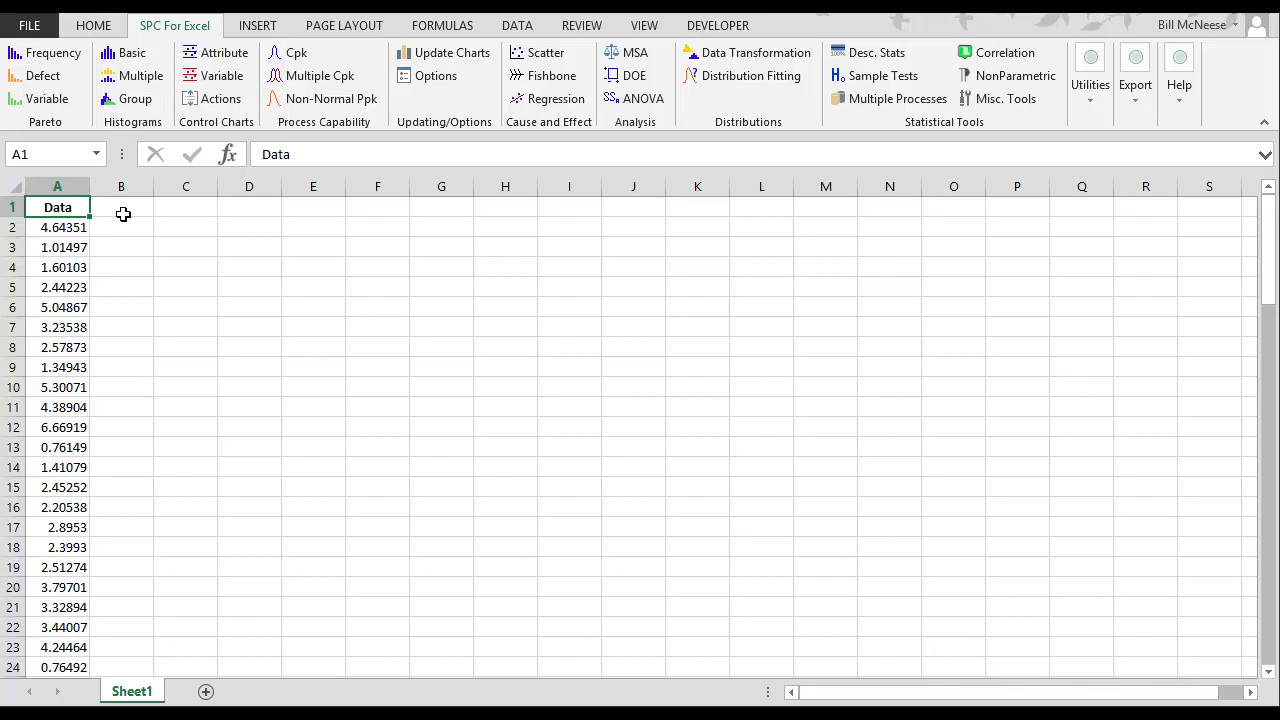 FILE HOME SPC For Excel INSERT PAGE LAYOUT FORMULAS DATA REVIEW VIEW DEVELOPER Bill McNeese
Frequency Basic Attribute Cpk Update Charts Scatter MSA Data Transformation Desc. Stats Correlation
Defect Multiple Variable Multiple Cpk Options Fishbone DOE Distribution Fitting Sample Tests NonParametric
Variable Group Actions Non-Normal Ppk Regression ANOVA Multiple Processes Misc. Tools
Utilities Export Help
Pareto Histograms Control Charts Process Capability Updating/Options Cause and Effect Analysis Distributions Statistical Tools
A1 fx Data
A B C D E F G H I J K L M N O P Q R S
1 Data
2 4.64351
3 1.01497
4 1.60103
5 2.44223
6 5.04867
7 3.23538
8 2.57873
9 1.34943
10 5.30071
11 4.38904
12 6.66919
13 0.76149
14 1.41079
15 2.45252
16 2.20538
17 2.8953
18 2.3993
19 2.51274
20 3.79701
21 3.32894
22 3.44007
23 4.24464
24 0.76492
Sheet1